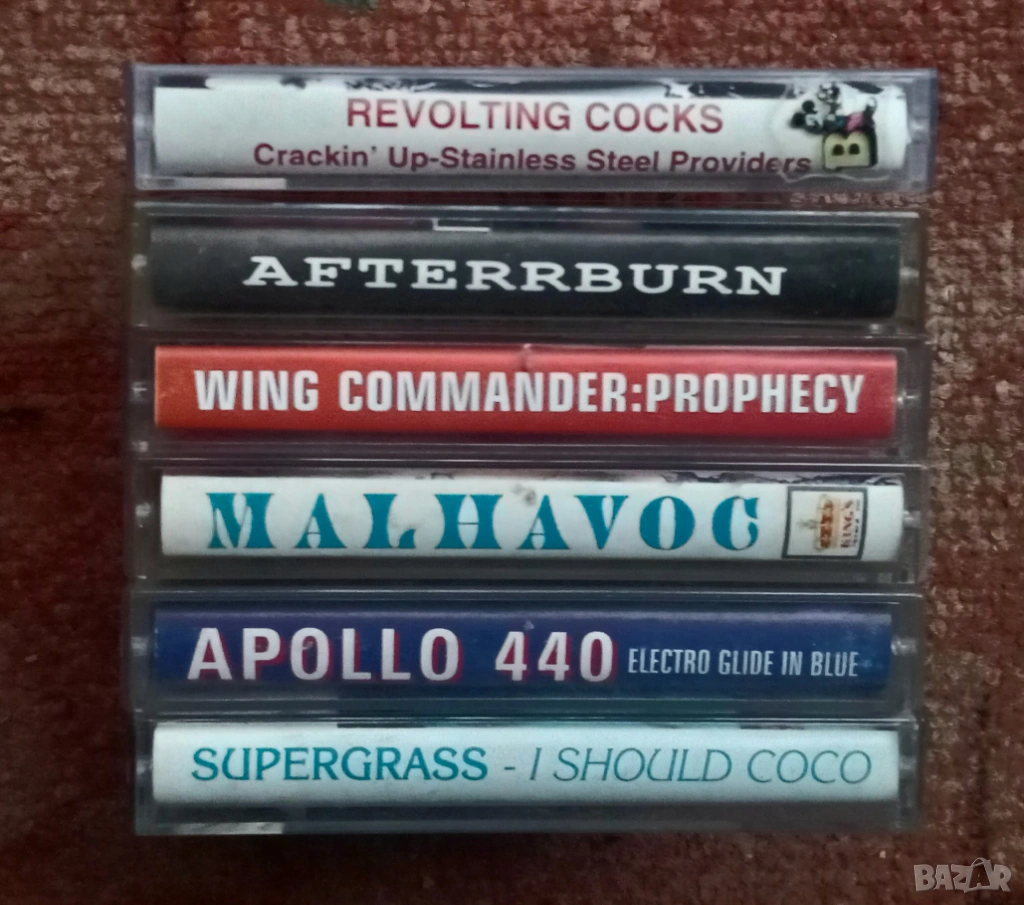 REVOLTING COCKS
Crackin' Up-Stainless Steel Providers
B
AFTERRBURN
WING COMMANDER:PROPHECY
MALHAVOC
KINGS
APOLLO 440 ELECTRO GLIDE IN BLUE
SUPERGRASS - I SHOULD COCO
BAZAR